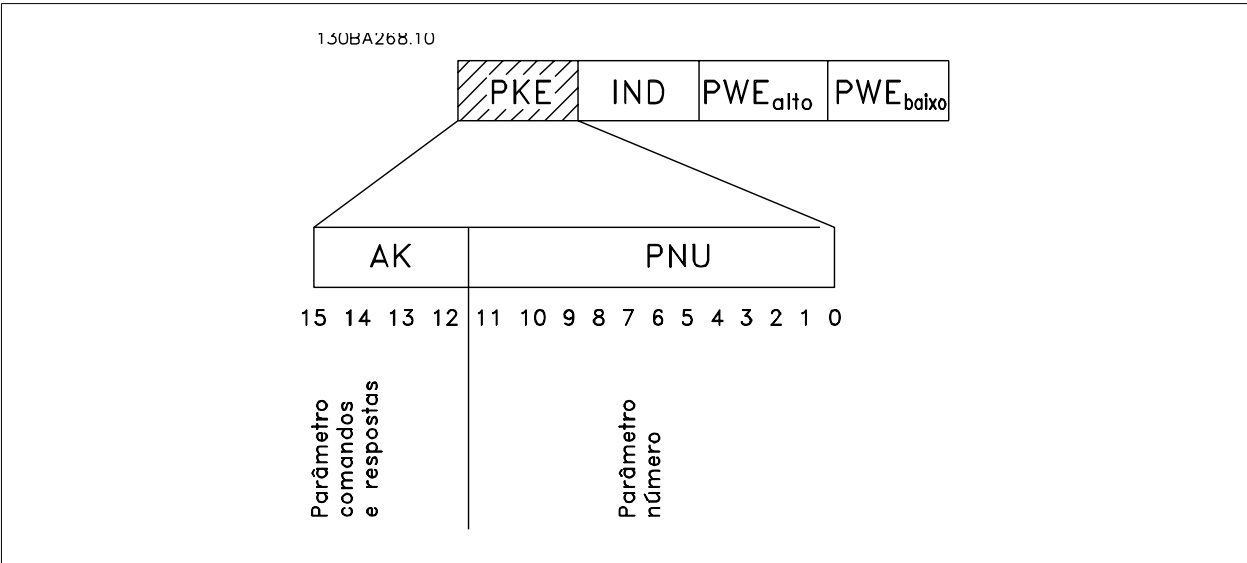 130BA268.10
PKE IND PWEalto PWEbaixo
AK PNU
15 14 13 12 11 10 9 8 7 6 5 4 3 2 1 0
Parâmetro
comandos
e respostas
Parâmetro
número